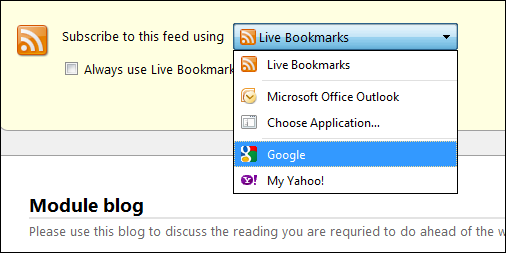 Subscribe to this feed using Live Bookmarks
Always use Live Bookmark
Live Bookmarks
Microsoft Office Outlook
Choose Application...
Google
My Yahoo!
Module blog
Please use this blog to discuss the reading you are requried to do ahead of the w